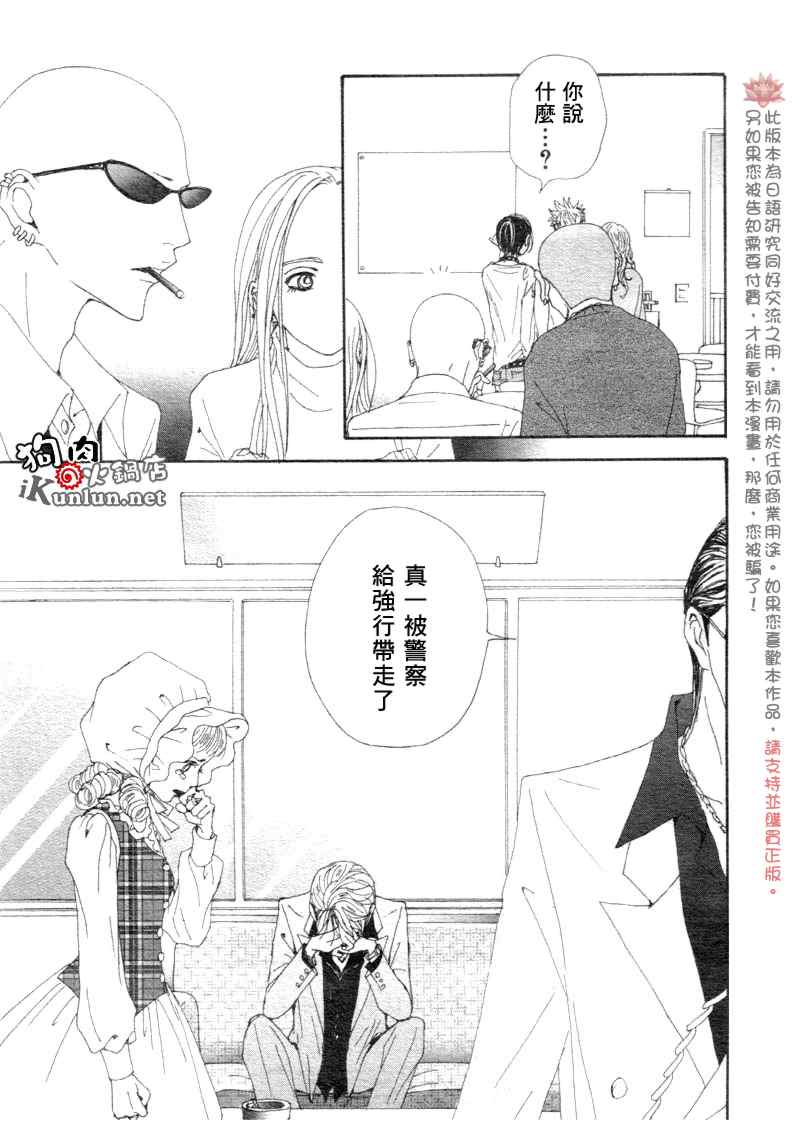 你說
什麼…?
真一被警察
給強行帶走了
狗肉火鍋店
iKunlun.net
此版本為日語研究同好交流之用，請勿用於任何商業用途。如果您喜歡本作品，請支持並購買正版。
另如果您被告知需要付費，才能看到本漫畫，那麼，您被騙了！